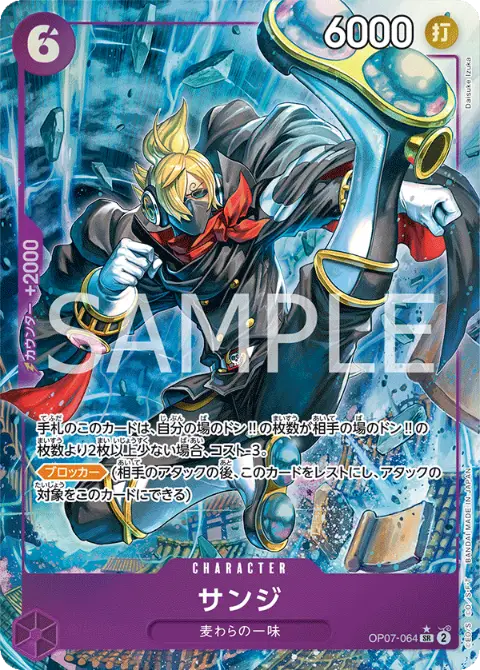 6
6000
打
Daisuke Iizuka
カウンター +2000
SAMPLE
手札のこのカードは、自分の場のドン!!の枚数が相手の場のドン!!の
枚数より2枚以上少ない場合、コスト-3。
ブロッカー (相手のアタックの後、このカードをレストにし、アタックの
対象をこのカードにできる)
CHARACTER
サンジ
麦わらの一味
OP07-064 SR 2
BANDAI MADE IN JAPAN